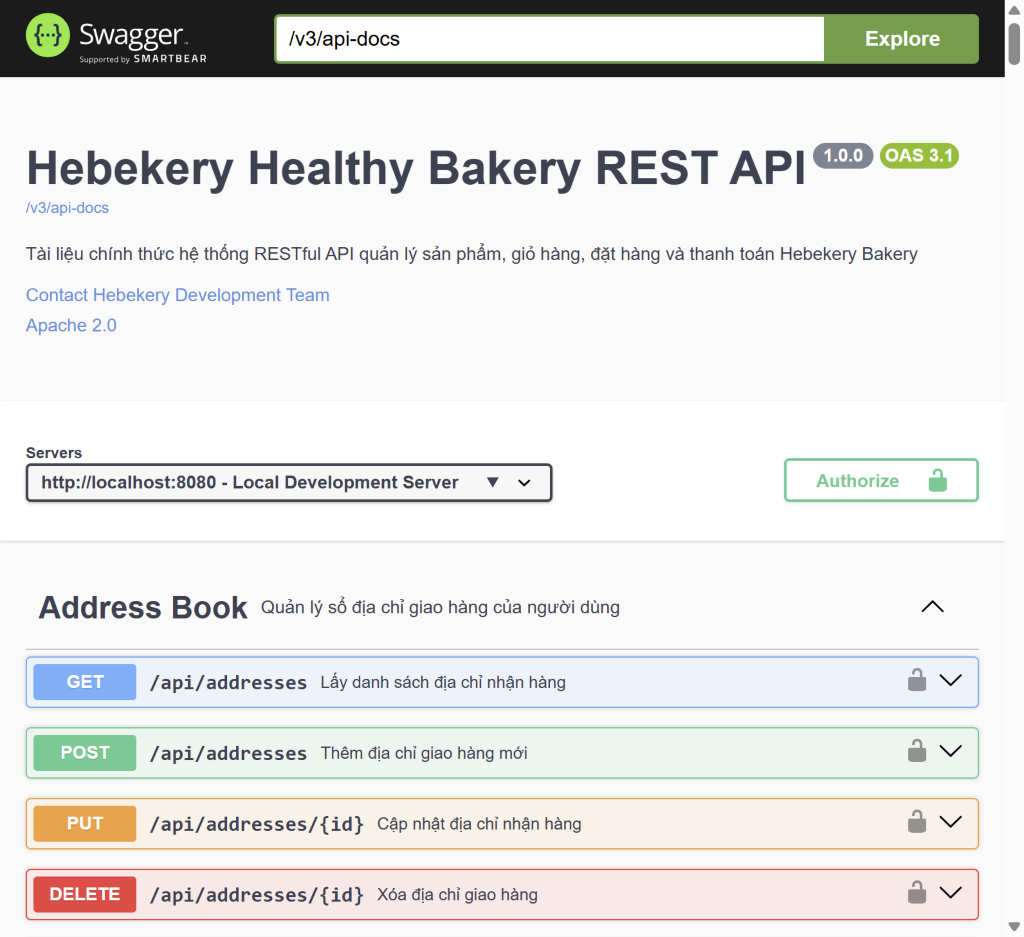 {···} Swagger™
Supported by SMARTBEAR
/v3/api-docs
Explore
Hebekery Healthy Bakery REST API 1.0.0 OAS 3.1
/v3/api-docs
Tài liệu chính thức hệ thống RESTful API quản lý sản phẩm, giỏ hàng, đặt hàng và thanh toán Hebekery Bakery
Contact Hebekery Development Team
Apache 2.0
Servers
http://localhost:8080 - Local Development Server
Authorize
Address Book Quản lý sổ địa chỉ giao hàng của người dùng
GET /api/addresses Lấy danh sách địa chỉ nhận hàng
POST /api/addresses Thêm địa chỉ giao hàng mới
PUT /api/addresses/{id} Cập nhật địa chỉ nhận hàng
DELETE /api/addresses/{id} Xóa địa chỉ giao hàng